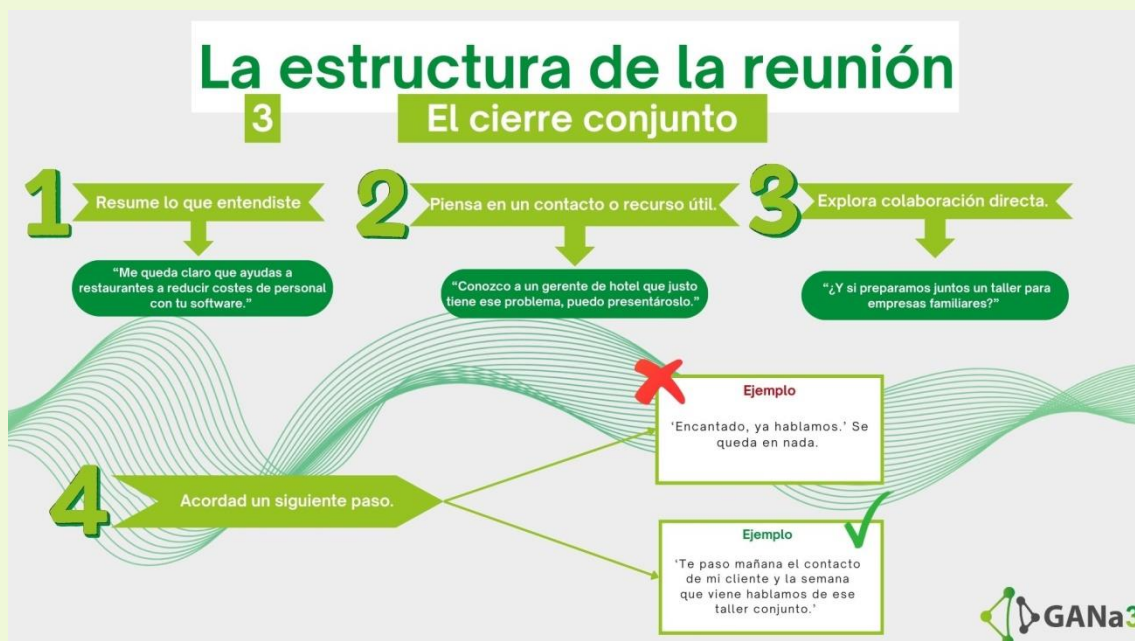 La estructura de la reunión
3
El cierre conjunto
1
Resume lo que entendiste
“Me queda claro que ayudas a
restaurantes a reducir costes de personal
con tu software.”
2
Piensa en un contacto o recurso útil.
“Conozco a un gerente de hotel que justo
tiene ese problema, puedo presentároslo.”
3
Explora colaboración directa.
“¿Y si preparamos juntos un taller para
empresas familiares?”
4
Acordad un siguiente paso.
Ejemplo
‘Encantado, ya hablamos.’ Se
queda en nada.
Ejemplo
‘Te paso mañana el contacto
de mi cliente y la semana
que viene hablamos de ese
taller conjunto.’
GANa3